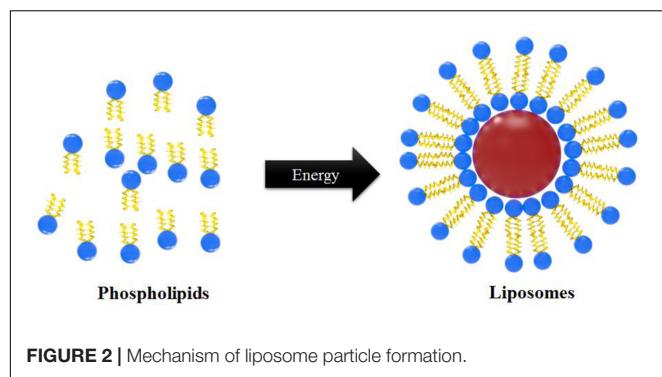 Energy
Phospholipids
Liposomes
FIGURE 2 | Mechanism of liposome particle formation.